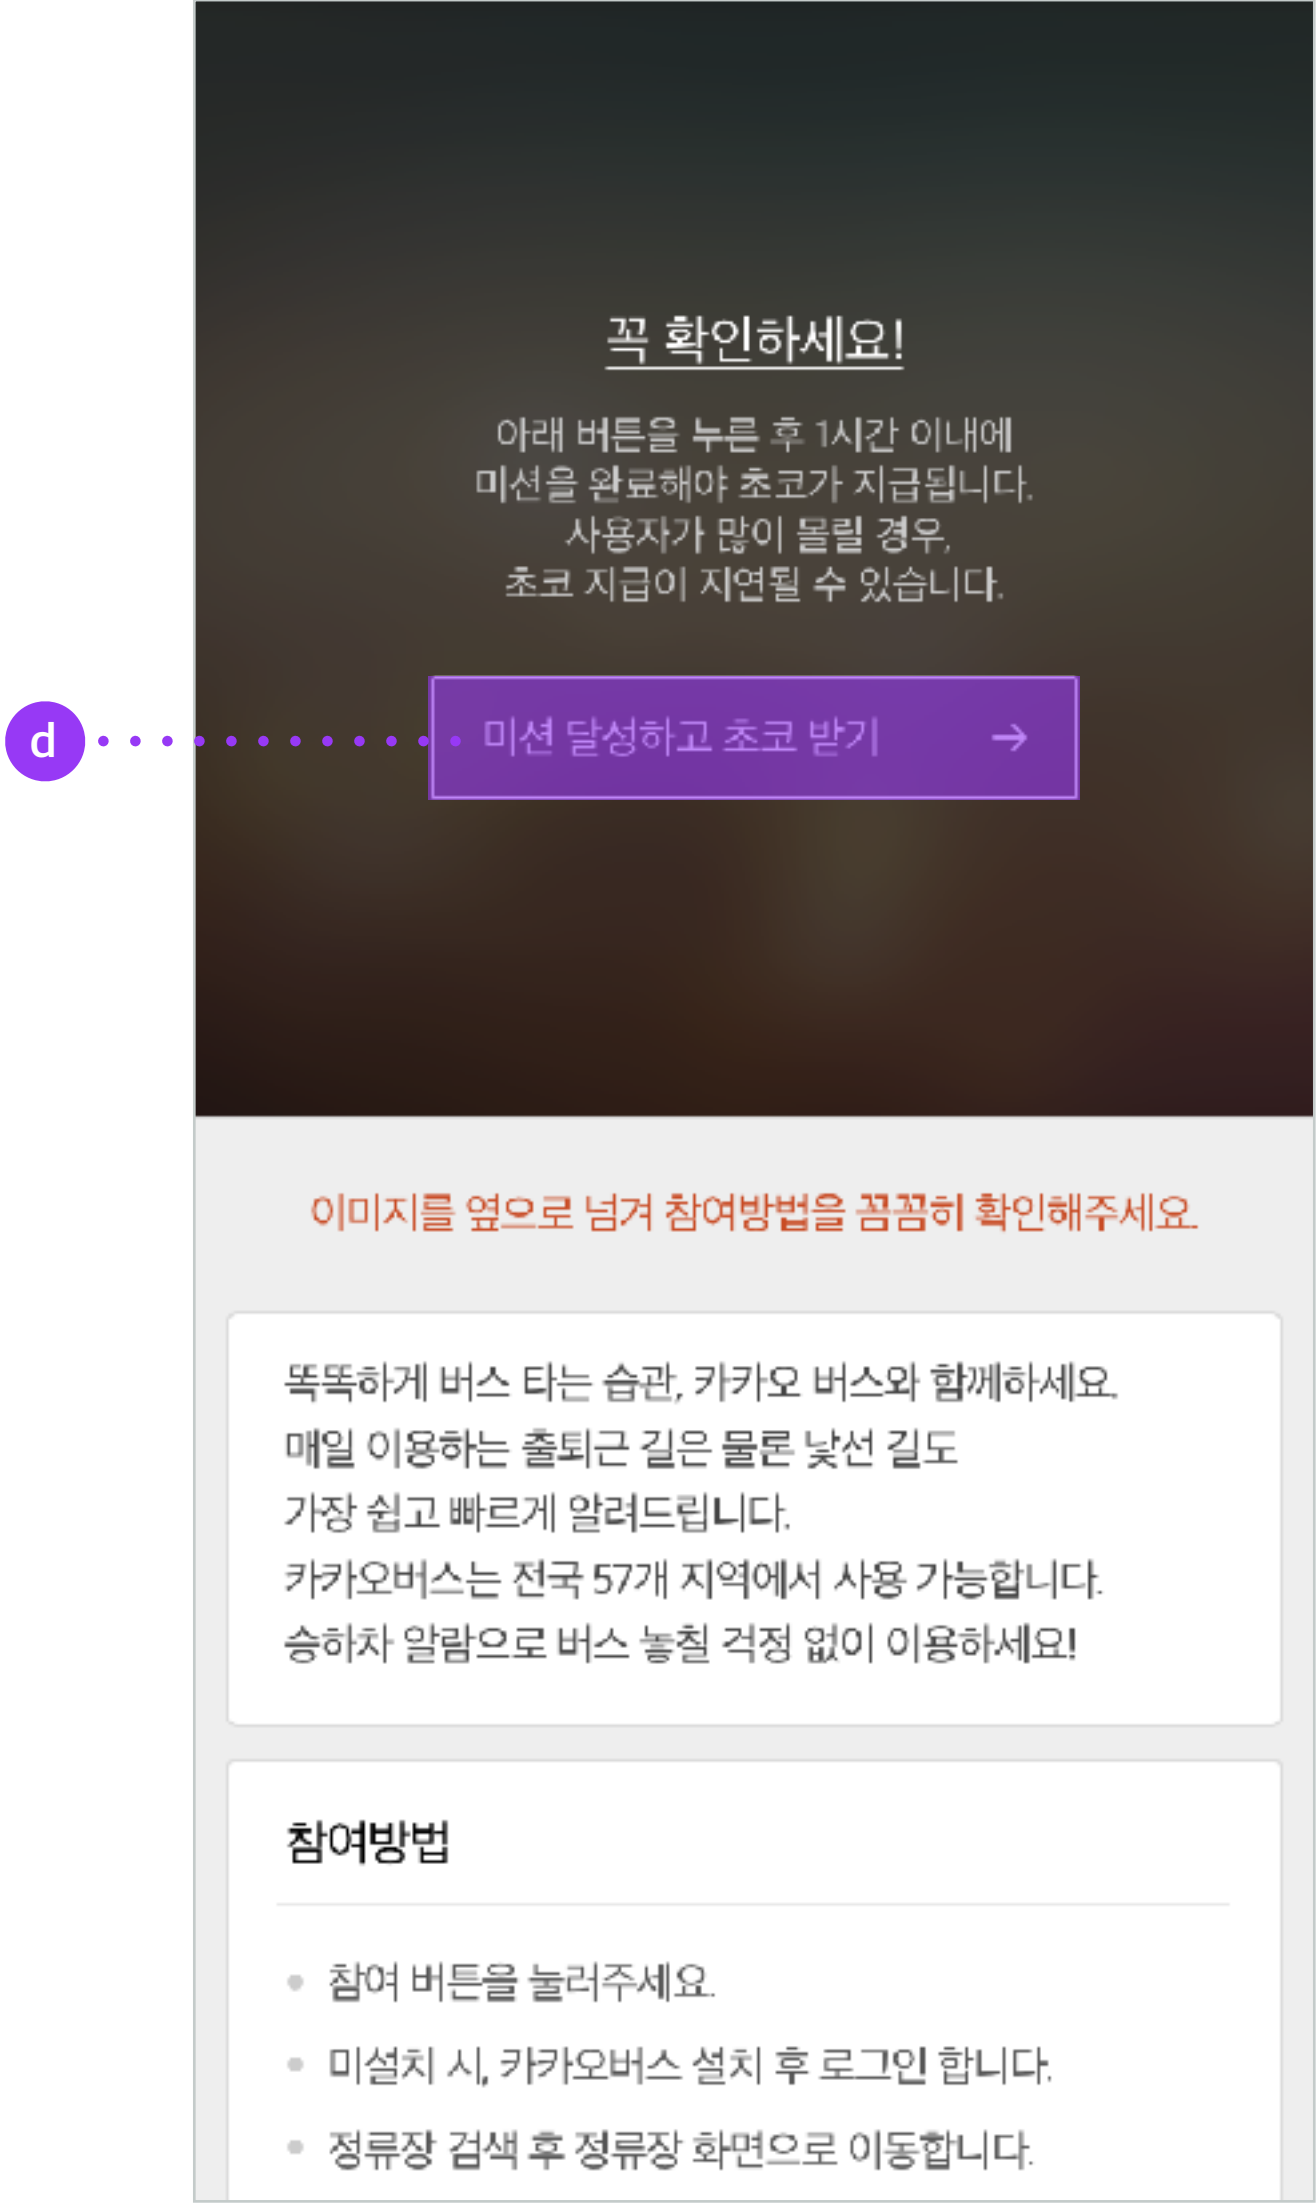 꼭 확인하세요!
아래 버튼을 누른 후 1시간 이내에
미션을 완료해야 초코가 지급됩니다.
사용자가 많이 몰릴 경우,
초코 지급이 지연될 수 있습니다.
d
미션 달성하고 초코 받기 →
이미지를 옆으로 넘겨 참여방법을 꼼꼼히 확인해주세요.
똑똑하게 버스 타는 습관, 카카오 버스와 함께하세요.
매일 이용하는 출퇴근 길은 물론 낯선 길도
가장 쉽고 빠르게 알려드립니다.
카카오버스는 전국 57개 지역에서 사용 가능합니다.
승하차 알람으로 버스 놓칠 걱정 없이 이용하세요!
참여방법
• 참여 버튼을 눌러주세요.
• 미설치 시, 카카오버스 설치 후 로그인 합니다.
• 정류장 검색 후 정류장 화면으로 이동합니다.